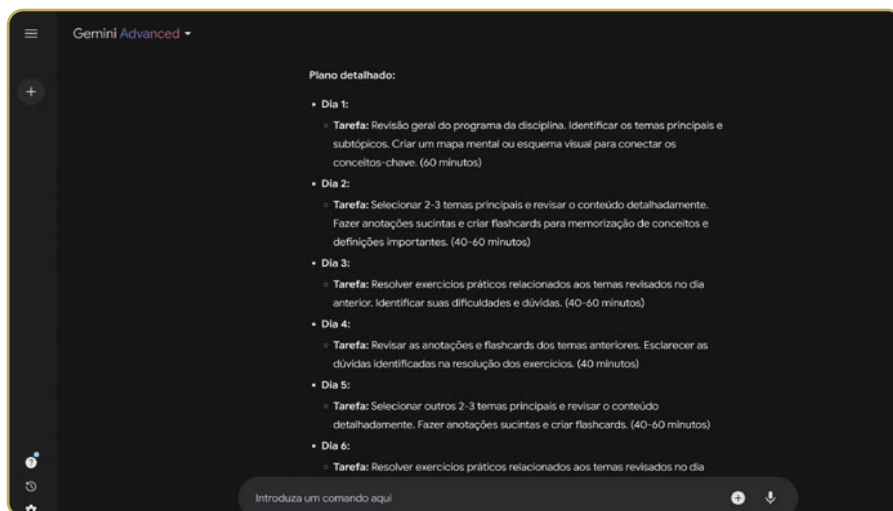 Gemini Advanced
Plano detalhado:
• Dia 1:
Tarefa: Revisão geral do programa da disciplina. Identificar os temas principais e
subtópicos. Criar um mapa mental ou esquema visual para conectar os
conceitos-chave. (60 minutos)
• Dia 2:
Tarefa: Selecionar 2-3 temas principais e revisar o conteúdo detalhadamente.
Fazer anotações sucintas e criar flashcards para memorização de conceitos e
definições importantes. (40-60 minutos)
• Dia 3:
Tarefa: Resolver exercícios práticos relacionados aos temas revisados no dia
anterior. Identificar suas dificuldades e dúvidas. (40-60 minutos)
• Dia 4:
Tarefa: Revisar as anotações e flashcards dos temas anteriores. Esclarecer as
dúvidas identificadas na resolução dos exercícios. (40 minutos)
• Dia 5:
Tarefa: Selecionar outros 2-3 temas principais e revisar o conteúdo
detalhadamente. Fazer anotações sucintas e criar flashcards. (40-60 minutos)
• Dia 6:
Tarefa: Resolver exercícios práticos relacionados aos temas revisados no dia
Introduza um comando aqui